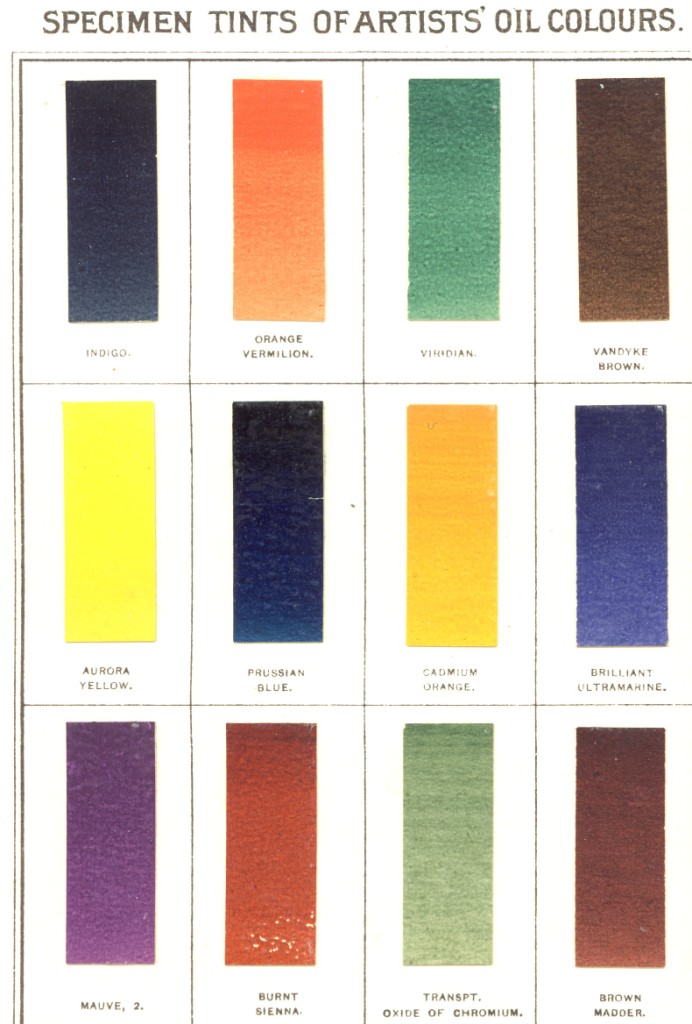 SPECIMEN TINTS OF ARTISTS' OIL COLOURS.
INDIGO.
ORANGE
VERMILION.
VIRIDIAN.
VANDYKE
BROWN.
AURORA
YELLOW.
PRUSSIAN
BLUE.
CADMIUM
ORANGE.
BRILLIANT
ULTRAMARINE.
MAUVE, 2.
BURNT
SIENNA.
TRANSPT.
OXIDE OF CHROMIUM.
BROWN
MADDER.